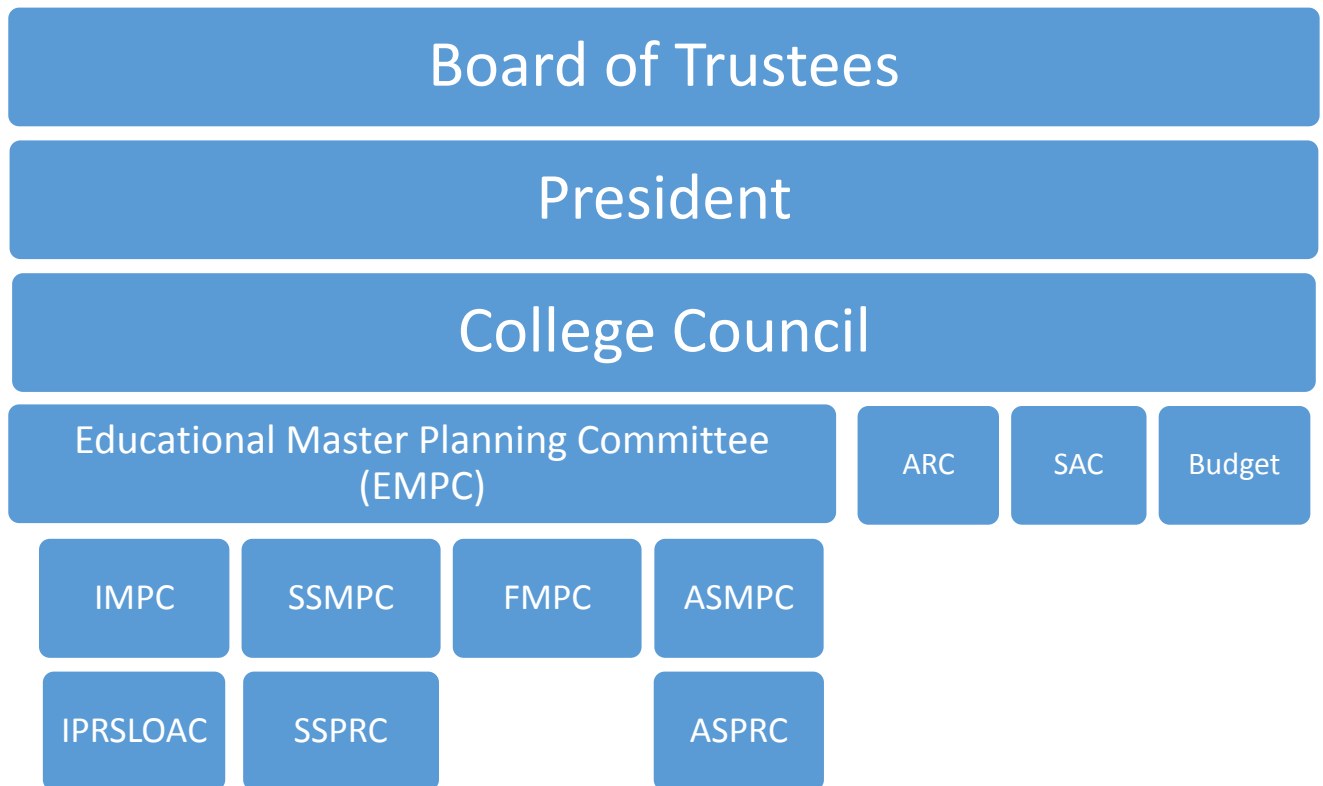 Board of Trustees
President
College Council
Educational Master Planning Committee
(EMPC)
ARC
SAC
Budget
IMPC
SSMPC
FMPC
ASMPC
IPRSLOAC
SSPRC
ASPRC